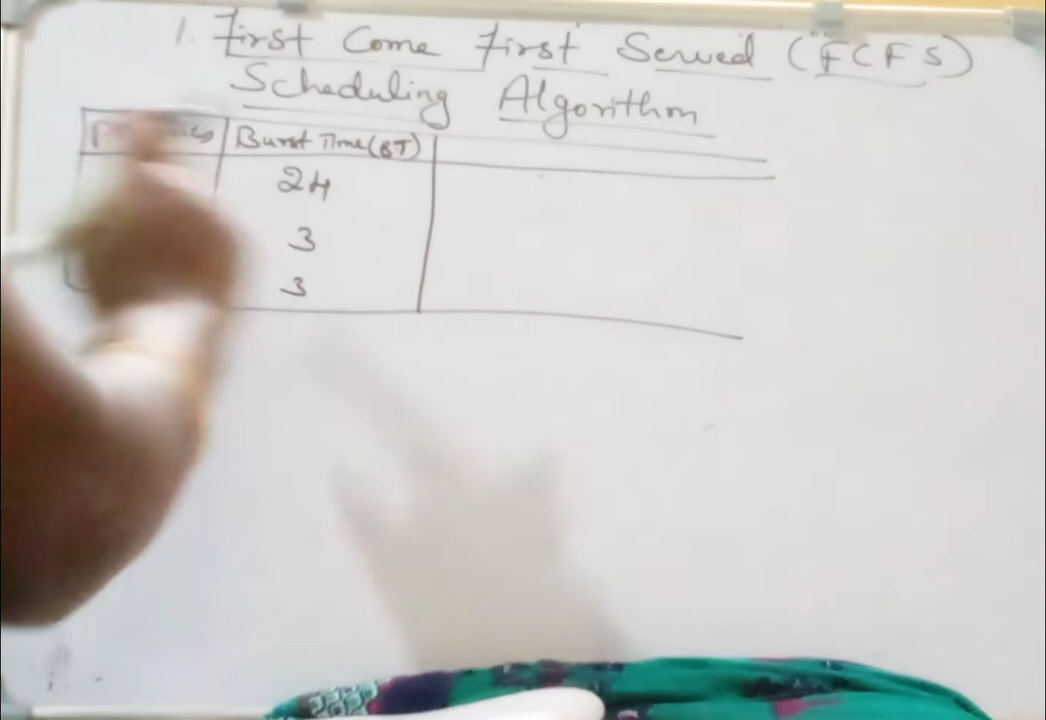 1. First Come First Served (FCFS)
Scheduling Algorithm
Burst Time (BT)
24
3
3